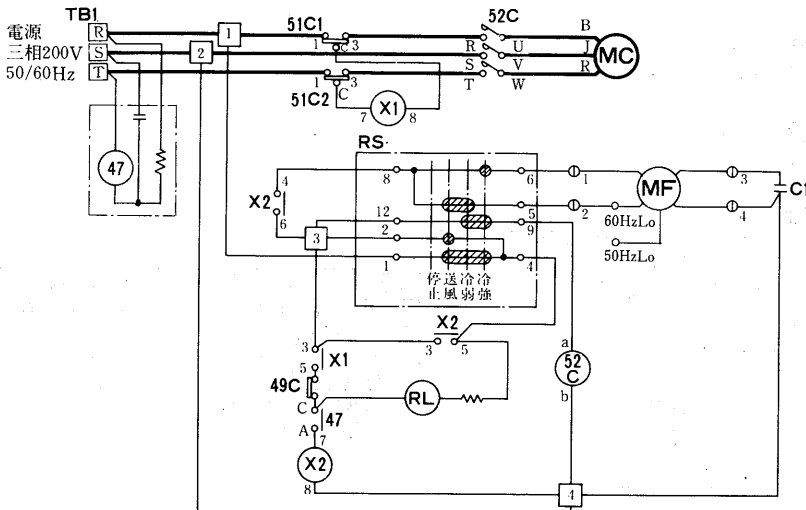 TB1
電源
三相200V
50/60Hz
R
S
T
1
2
51C1
1
C
3
51C2
1
C
3
X1
7
8
52C
R
S
T
U
V
W
B
J
R
MC
47
RS
X2
4
6
8
12
2
1
3
停止
送風
冷弱
冷強
6
5
9
4
1
2
MF
3
4
C1
60HzLo
50HzLo
X2
3
5
3
X1
5
49C
C
47
A
7
X2
8
RL
a
52
C
b
4